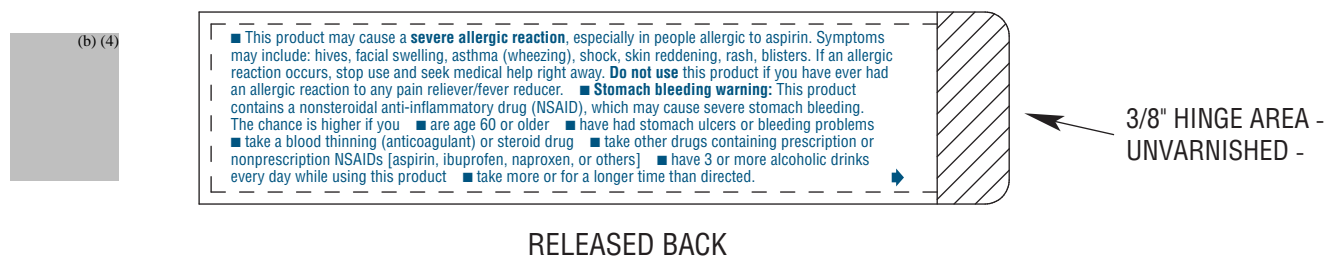 (b) (4)
■ This product may cause a severe allergic reaction, especially in people allergic to aspirin. Symptoms
may include: hives, facial swelling, asthma (wheezing), shock, skin reddening, rash, blisters. If an allergic
reaction occurs, stop use and seek medical help right away. Do not use this product if you have ever had
an allergic reaction to any pain reliever/fever reducer. ■ Stomach bleeding warning: This product
contains a nonsteroidal anti-inflammatory drug (NSAID), which may cause severe stomach bleeding.
The chance is higher if you ■ are age 60 or older ■ have had stomach ulcers or bleeding problems
■ take a blood thinning (anticoagulant) or steroid drug ■ take other drugs containing prescription or
nonprescription NSAIDs [aspirin, ibuprofen, naproxen, or others] ■ have 3 or more alcoholic drinks
every day while using this product ■ take more or for a longer time than directed.
3/8" HINGE AREA -
UNVARNISHED -
RELEASED BACK